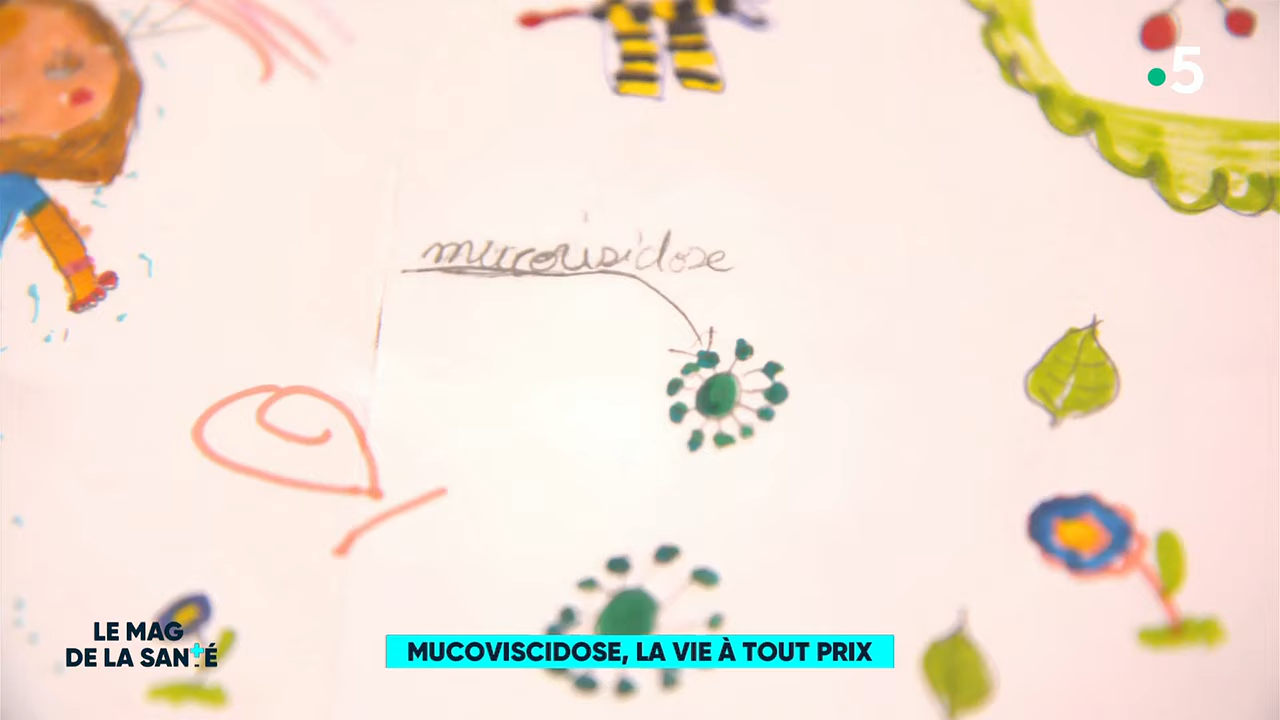 5
mucovisidose
LE MAG
DE LA SANTÉ
MUCOVISCIDOSE, LA VIE À TOUT PRIX